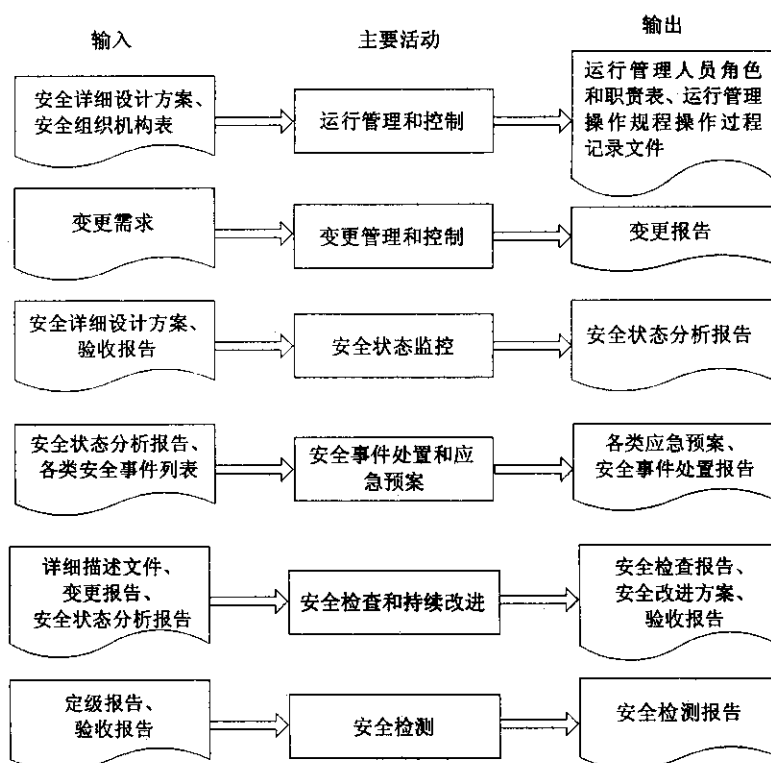 输入
主要活动
输出
安全详细设计方案、
安全组织机构表
运行管理和控制
运行管理人员角色
和职责表、运行管理
操作规程操作过程
记录文件
变更需求
变更管理和控制
变更报告
安全详细设计方案、
验收报告
安全状态监控
安全状态分析报告
安全状态分析报告、
各类安全事件列表
安全事件处置和应
急预案
各类应急预案、
安全事件处置报告
详细描述文件、
变更报告、
安全状态分析报告
安全检查和持续改进
安全检查报告、
安全改进方案、
验收报告
定级报告、
验收报告
安全检测
安全检测报告